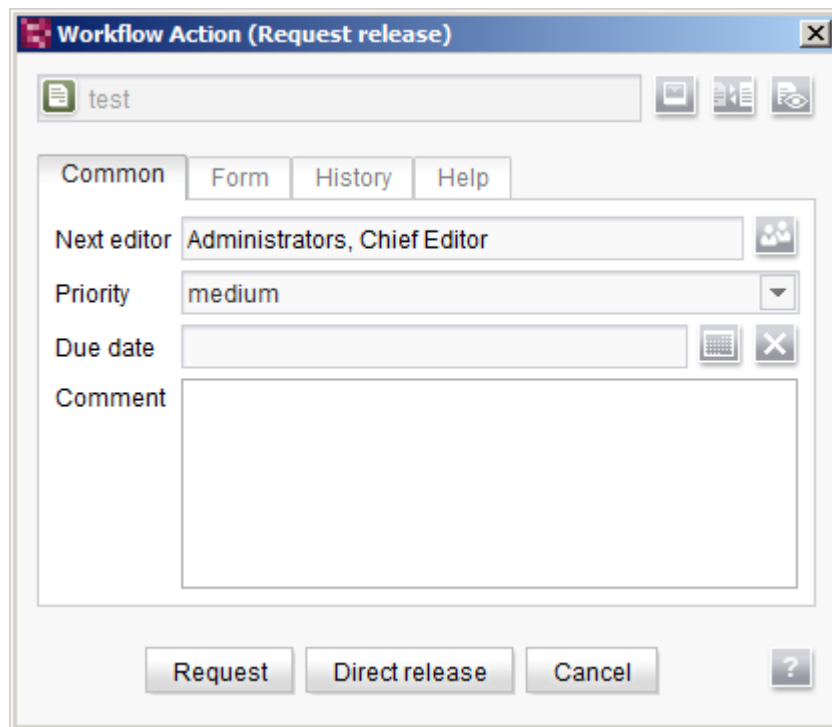 Workflow Action (Request release)
test
Common Form History Help
Next editor Administrators, Chief Editor
Priority medium
Due date
Comment
Request Direct release Cancel ?